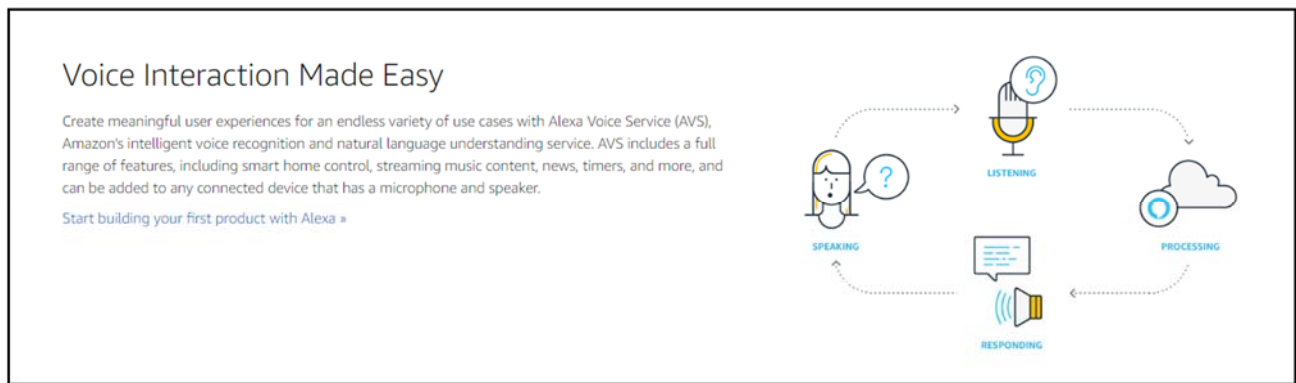 Voice Interaction Made Easy
Create meaningful user experiences for an endless variety of use cases with Alexa Voice Service (AVS),
Amazon's intelligent voice recognition and natural language understanding service. AVS includes a full
range of features, including smart home control, streaming music content, news, timers, and more, and
can be added to any connected device that has a microphone and speaker.
Start building your first product with Alexa »
LISTENING
?
SPEAKING
PROCESSING
RESPONDING